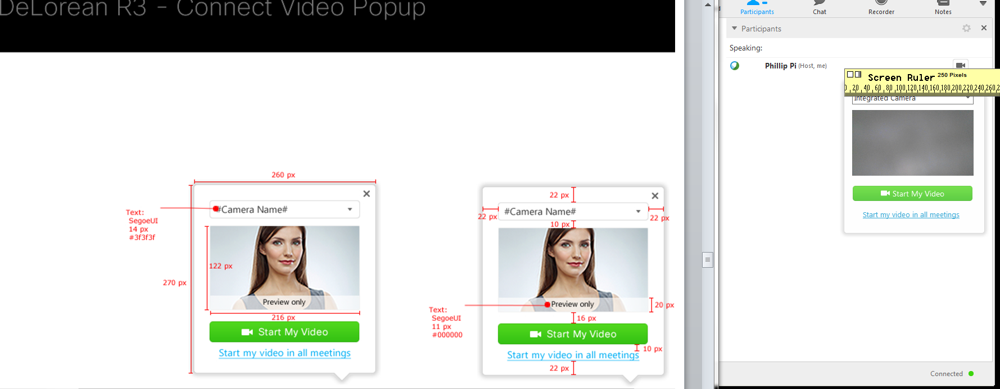 DeLorean R3 - Connect Video Popup
260 px
#Camera Name#
Text:
SegoeUI
14 px
#3f3f3f
122 px
270 px
Preview only
216 px
Start My Video
Start my video in all meetings
22 px
#Camera Name#
22 px
22 px
10 px
Preview only
20 px
Text:
SegoeUI
11 px
#000000
16 px
Start My Video
10 px
Start my video in all meetings
22 px
Participants
Chat
Recorder
Notes
Participants
Speaking:
Phillip Pi (Host, me)
Screen Ruler 250 Pixels
0 20 40 60 80 100 120 140 160 180 200 220 240 260 2
Integrated Camera
Start My Video
Start my video in all meetings
Connected